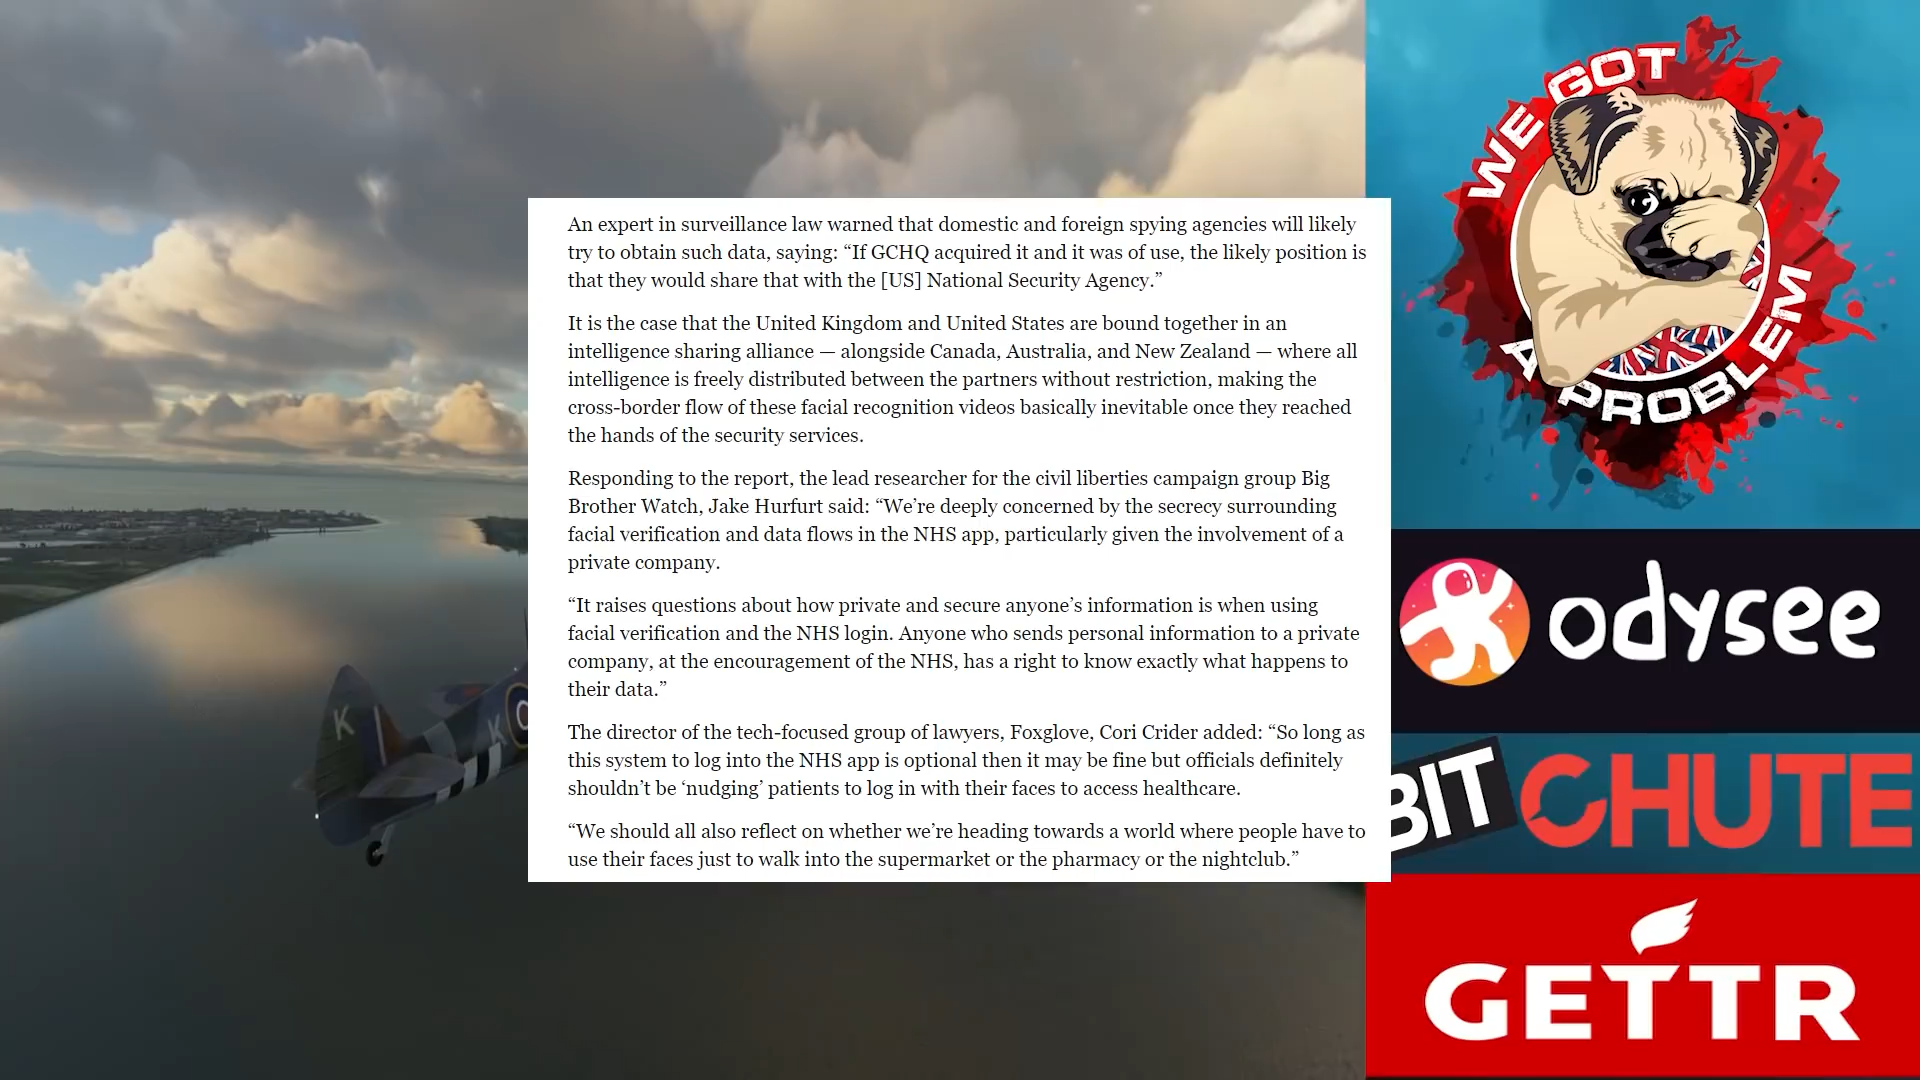 An expert in surveillance law warned that domestic and foreign spying agencies will likely
try to obtain such data, saying: “If GCHQ acquired it and it was of use, the likely position is
that they would share that with the [US] National Security Agency.”
It is the case that the United Kingdom and United States are bound together in an
intelligence sharing alliance — alongside Canada, Australia, and New Zealand — where all
intelligence is freely distributed between the partners without restriction, making the
cross-border flow of these facial recognition videos basically inevitable once they reached
the hands of the security services.
Responding to the report, the lead researcher for the civil liberties campaign group Big
Brother Watch, Jake Hurfurt said: “We’re deeply concerned by the secrecy surrounding
facial verification and data flows in the NHS app, particularly given the involvement of a
private company.
“It raises questions about how private and secure anyone’s information is when using
facial verification and the NHS login. Anyone who sends personal information to a private
company, at the encouragement of the NHS, has a right to know exactly what happens to
their data.”
The director of the tech-focused group of lawyers, Foxglove, Cori Crider added: “So long as
this system to log into the NHS app is optional then it may be fine but officials definitely
shouldn’t be ‘nudging’ patients to log in with their faces to access healthcare.
“We should all also reflect on whether we’re heading towards a world where people have to
use their faces just to walk into the supermarket or the pharmacy or the nightclub.”
K
K
WE GOT
A PROBLEM
odysee
BITCHUTE
GETTR